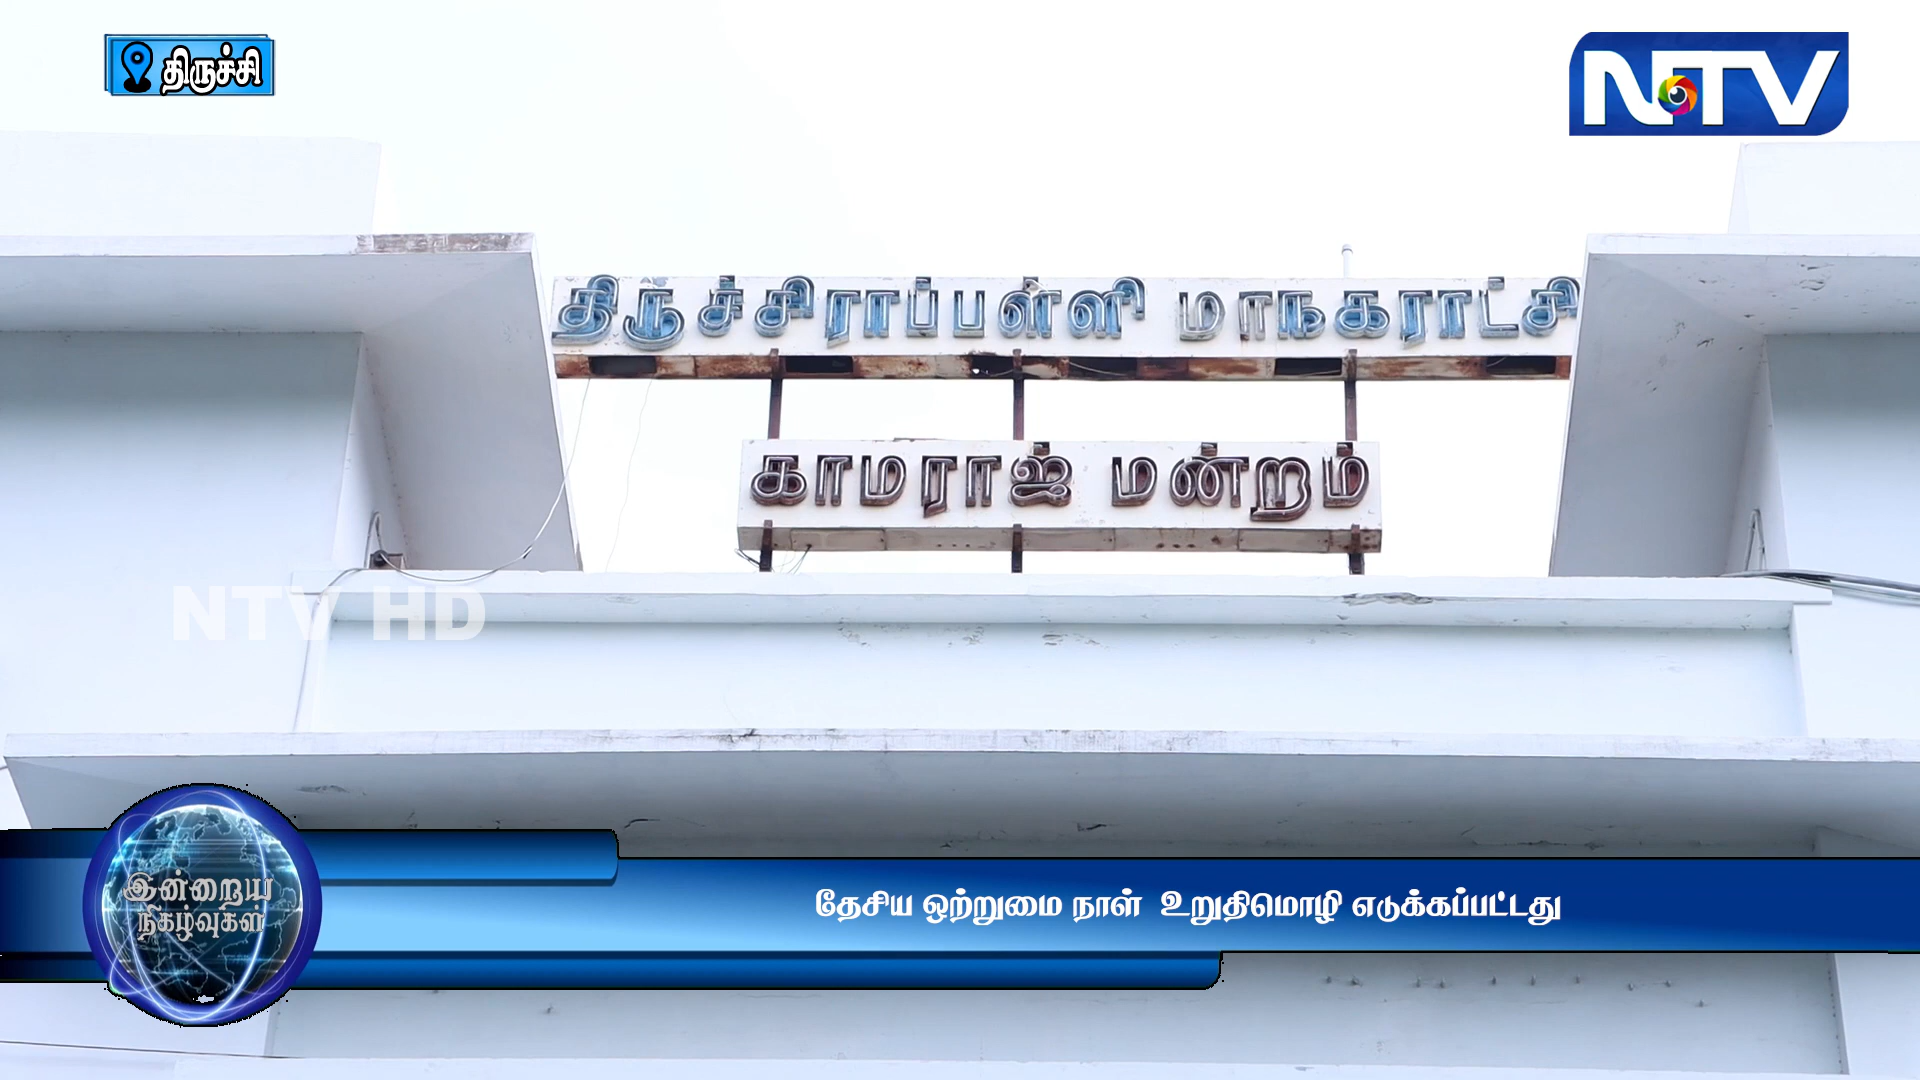 திருச்சி
NTV
திருச்சிராப்பள்ளி மாநகராட்சி
காமராஜ் மன்றம்
NTV HD
இன்றைய
நிகழ்வுகள்
தேசிய ஒற்றுமை நாள் உறுதிமொழி எடுக்கப்பட்டது